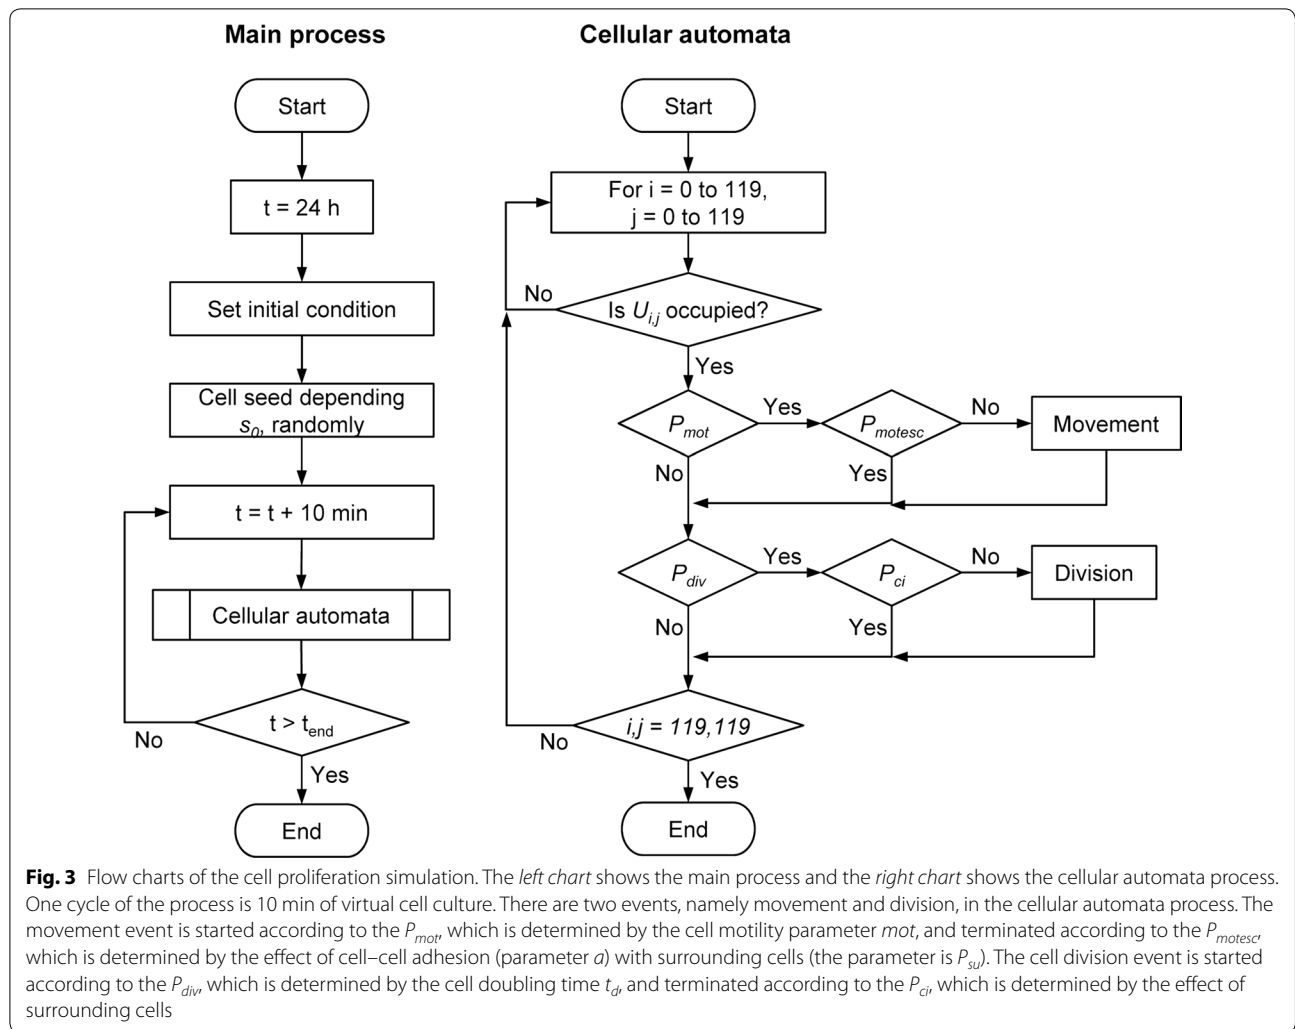 Main process
Start
t = 24 h
Set initial condition
Cell seed depending
s0, randomly
t = t + 10 min
Cellular automata
t > tend
No
Yes
End
Cellular automata
Start
For i = 0 to 119,
j = 0 to 119
No
Is Ui,j occupied?
Yes
Pmot
Yes
Pmotesc
No
Movement
No
Yes
Pdiv
Yes
Pci
No
Division
No
Yes
i,j = 119,119
No
Yes
End
Fig. 3 Flow charts of the cell proliferation simulation. The left chart shows the main process and the right chart shows the cellular automata process.
One cycle of the process is 10 min of virtual cell culture. There are two events, namely movement and division, in the cellular automata process. The
movement event is started according to the Pmot, which is determined by the cell motility parameter mot, and terminated according to the Pmotesc,
which is determined by the effect of cell–cell adhesion (parameter a) with surrounding cells (the parameter is Psu). The cell division event is started
according to the Pdiv, which is determined by the cell doubling time td, and terminated according to the Pci, which is determined by the effect of
surrounding cells